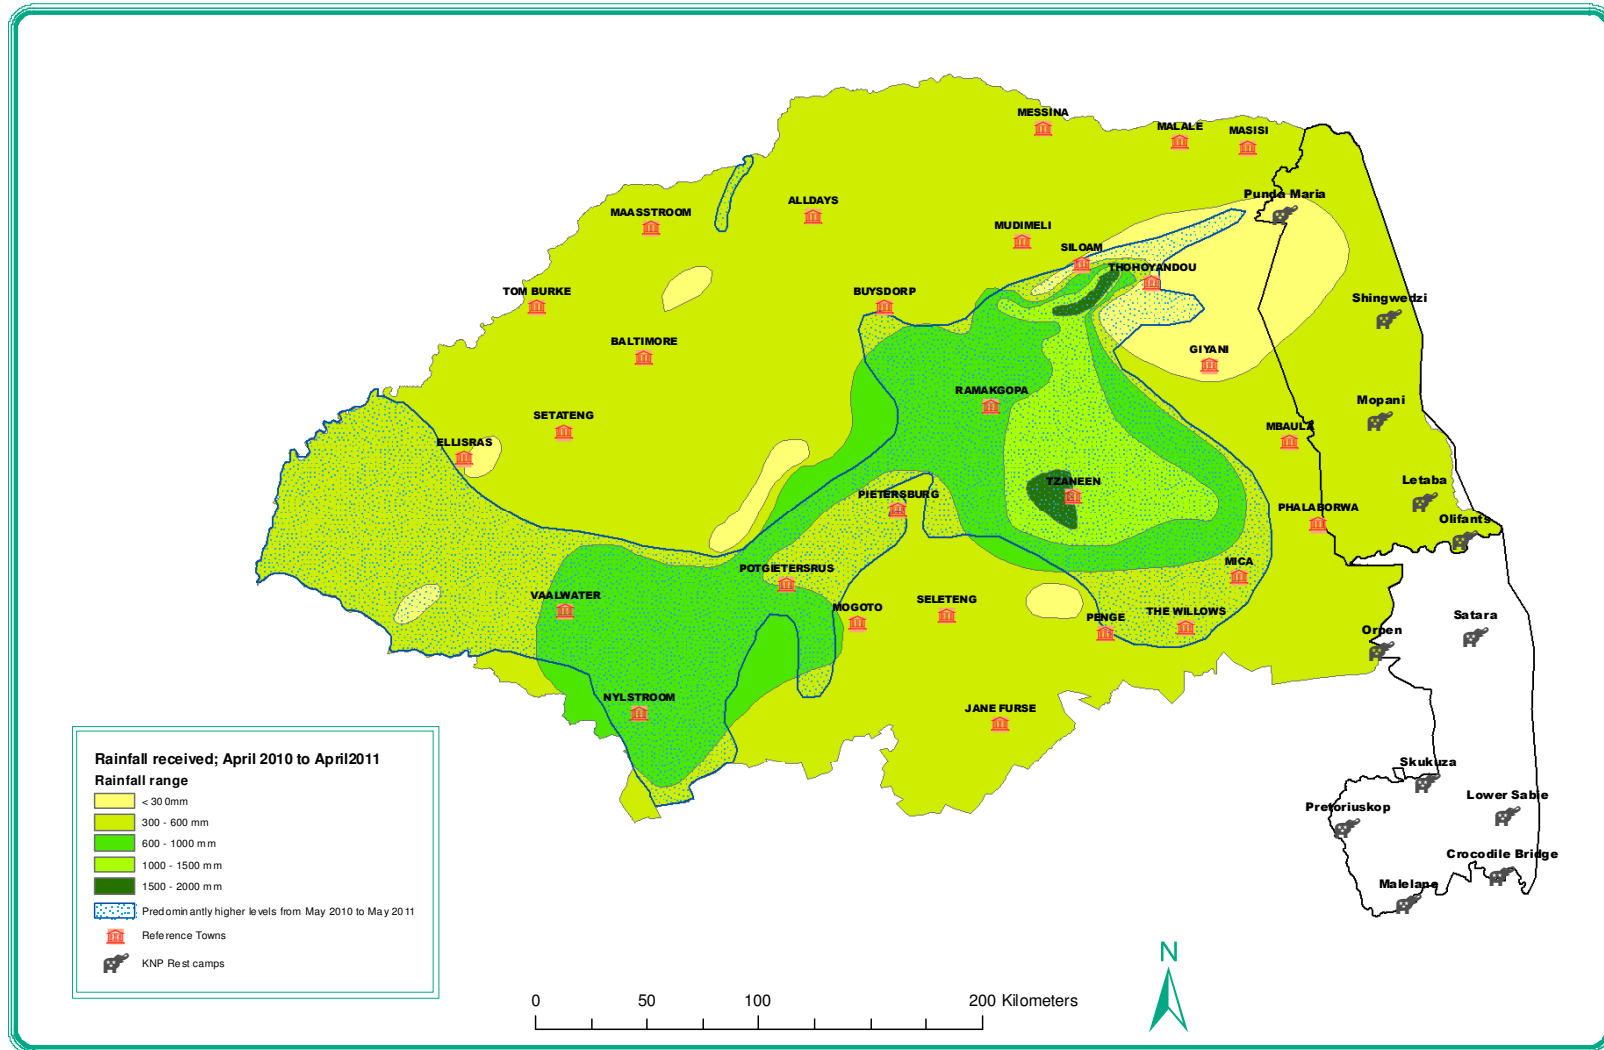 MESSINA
MALALE
MASISI
Punda Maria
ALLDAYS
MAASSTROOM
MUDIMELI
SILOAM
THOHOYANDOU
TOM BURKE
BUYSDORP
Shingwedzi
BALTIMORE
GIYANI
RAMAKGOPA
Mopani
SETATENG
MBAULA
ELLISRAS
TZANEEN
Letaba
PIETERSBURG
PHALABORWA
Olifants
POTGIETERSRUS
MICA
VAALWATER
MOGOTO
SELETENG
PENGE
THE WILLOWS
Satara
Orpen
NYLSTROOM
JANE FURSE
Skukuza
Lower Sabie
Pretoriuskop
Crocodile Bridge
Malelane
Rainfall received; April 2010 to April2011
Rainfall range
< 300mm
300 - 600 mm
600 - 1000 mm
1000 - 1500 mm
1500 - 2000 mm
Predominantly higher levels from May 2010 to May 2011
Reference Towns
KNP Rest camps
N
0 50 100 200 Kilometers